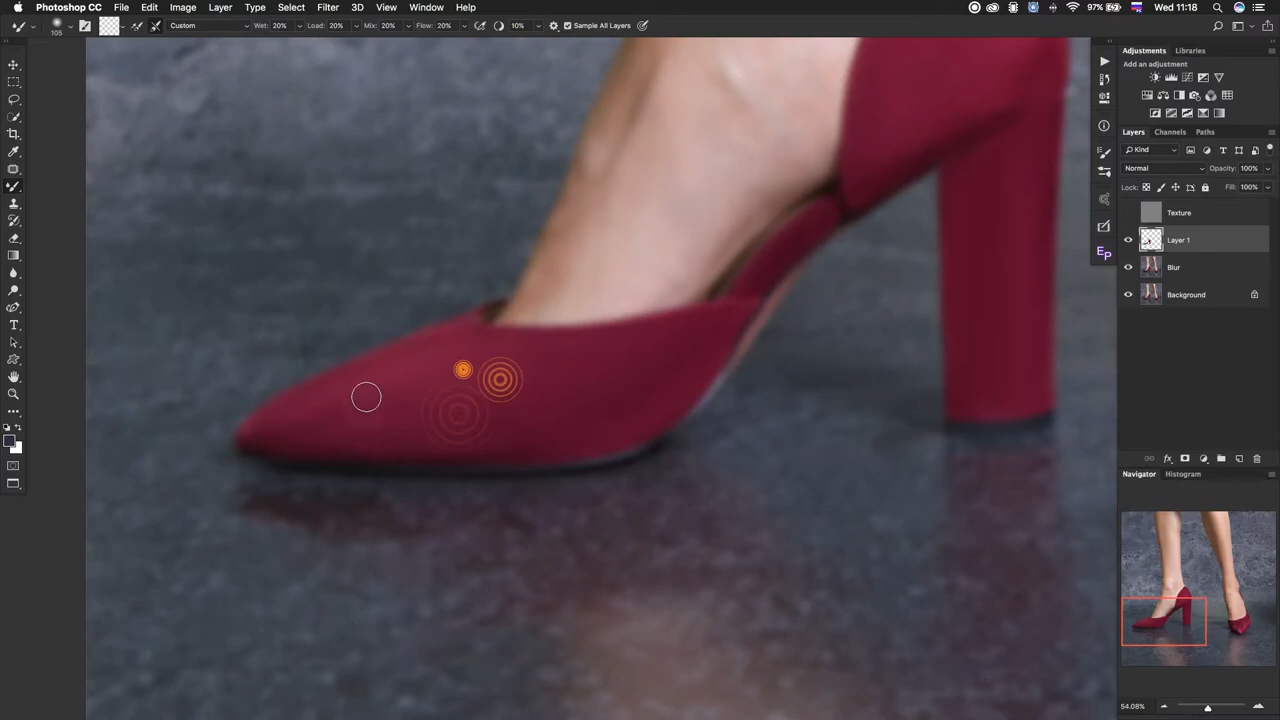 Photoshop CC File Edit Image Layer Type Select Filter 3D View Window Help 97% Wed 11:18
105 Custom Wet: 20% Load: 20% Mix: 20% Flow: 20% 10% Sample All Layers
Adjustments Libraries
Add an adjustment
Layers Channels Paths
Kind
Normal Opacity: 100%
Lock: Fill: 100%
Texture
Layer 1
Blur
Background
Ep
Navigator Histogram
54.08%